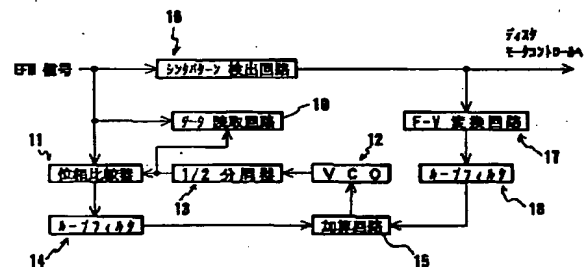 16
ディスク
モータコントロールへ
EFM 信号
シンクパターン 検出回路
19
データ 読取回路
F-V 変換回路
11
12
17
位相比較器
1/2 分周器
VCO
ループフィルタ
13
18
ループフィルタ
加算回路
14
15